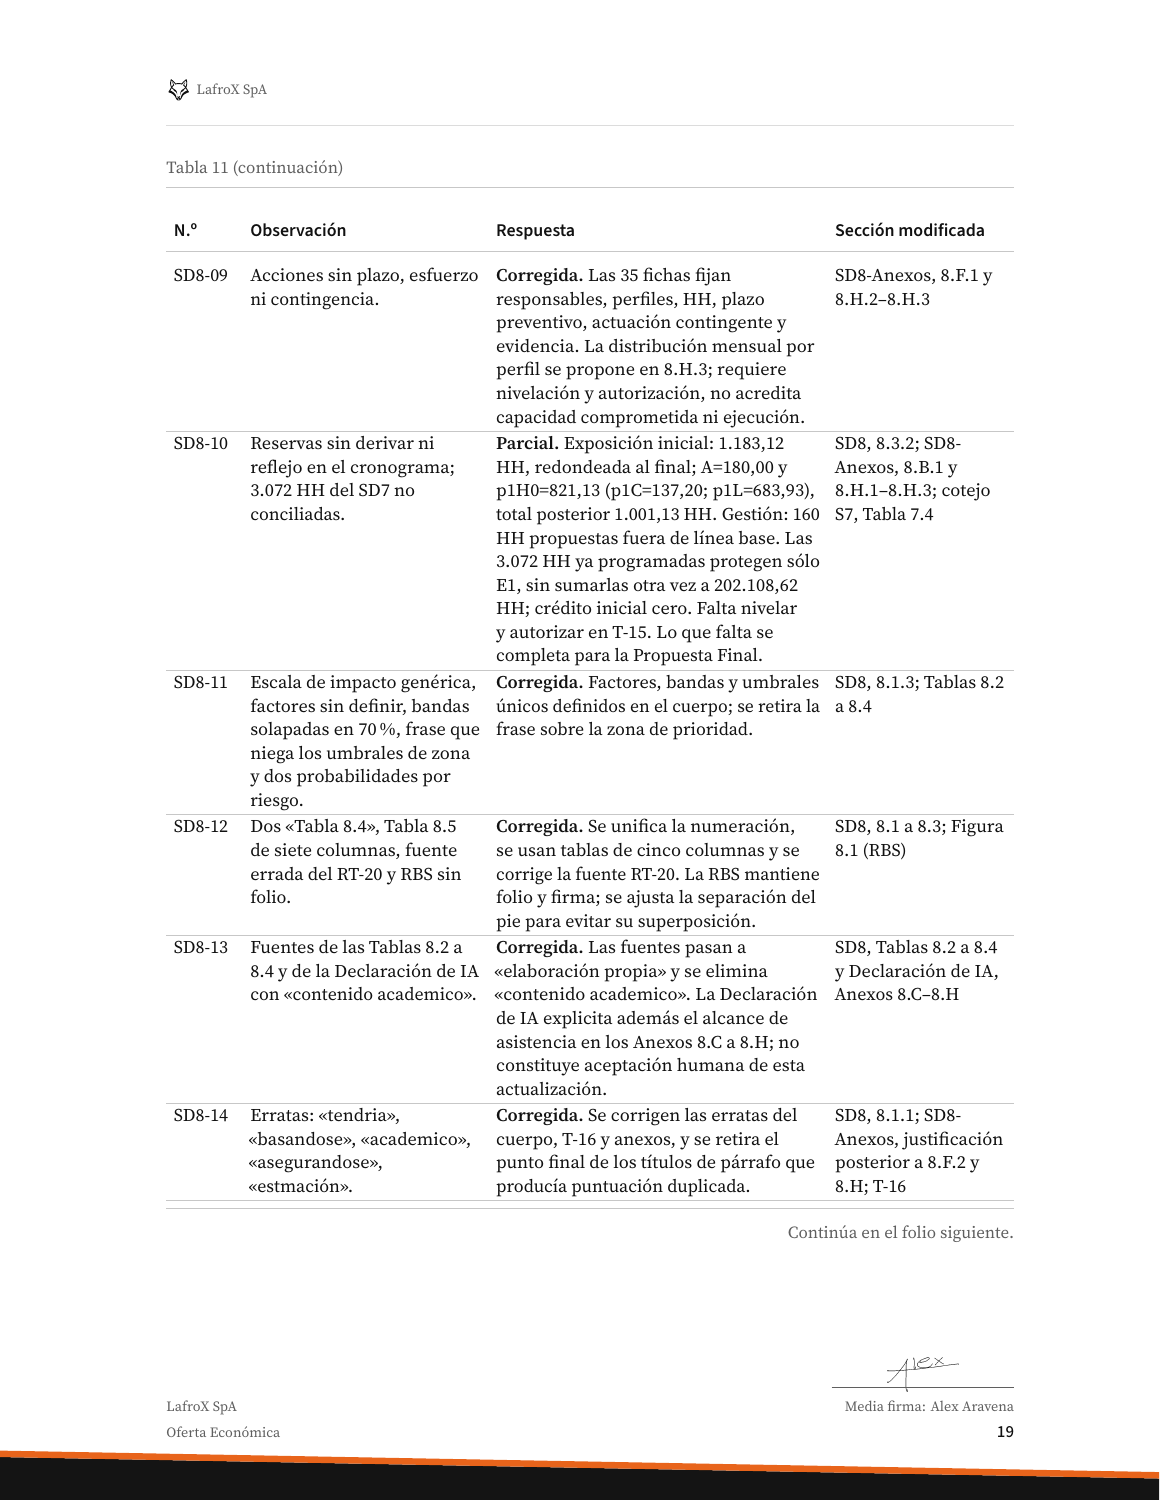 LafroX SpA
Tabla 11 (continuación)
N.º Observación Respuesta Sección modificada
SD8-09 Acciones sin plazo, esfuerzo Corregida. Las 35 fichas fijan SD8-Anexos, 8.F.1 y
ni contingencia. responsables, perfiles, HH, plazo 8.H.2–8.H.3
preventivo, actuación contingente y
evidencia. La distribución mensual por
perfil se propone en 8.H.3; requiere
nivelación y autorización, no acredita
capacidad comprometida ni ejecución.
SD8-10 Reservas sin derivar ni Parcial. Exposición inicial: 1.183,12 SD8, 8.3.2; SD8-
reflejo en el cronograma; HH, redondeada al final; A=180,00 y Anexos, 8.B.1 y
3.072 HH del SD7 no p1H0=821,13 (p1C=137,20; p1L=683,93), 8.H.1–8.H.3; cotejo
conciliadas. total posterior 1.001,13 HH. Gestión: 160 S7, Tabla 7.4
HH propuestas fuera de línea base. Las
3.072 HH ya programadas protegen sólo
E1, sin sumarlas otra vez a 202.108,62
HH; crédito inicial cero. Falta nivelar
y autorizar en T-15. Lo que falta se
completa para la Propuesta Final.
SD8-11 Escala de impacto genérica, Corregida. Factores, bandas y umbrales SD8, 8.1.3; Tablas 8.2
factores sin definir, bandas únicos definidos en el cuerpo; se retira la a 8.4
solapadas en 70 %, frase que frase sobre la zona de prioridad.
niega los umbrales de zona
y dos probabilidades por
riesgo.
SD8-12 Dos «Tabla 8.4», Tabla 8.5 Corregida. Se unifica la numeración, SD8, 8.1 a 8.3; Figura
de siete columnas, fuente se usan tablas de cinco columnas y se 8.1 (RBS)
errada del RT-20 y RBS sin corrige la fuente RT-20. La RBS mantiene
folio. folio y firma; se ajusta la separación del
pie para evitar su superposición.
SD8-13 Fuentes de las Tablas 8.2 a Corregida. Las fuentes pasan a SD8, Tablas 8.2 a 8.4
8.4 y de la Declaración de IA «elaboración propia» y se elimina y Declaración de IA,
con «contenido academico». «contenido academico». La Declaración Anexos 8.C–8.H
de IA explicita además el alcance de
asistencia en los Anexos 8.C a 8.H; no
constituye aceptación humana de esta
actualización.
SD8-14 Erratas: «tendria», Corregida. Se corrigen las erratas del SD8, 8.1.1; SD8-
«basandose», «academico», cuerpo, T-16 y anexos, y se retira el Anexos, justificación
«asegurandose», punto final de los títulos de párrafo que posterior a 8.F.2 y
«estmación». producía puntuación duplicada. 8.H; T-16
Continúa en el folio siguiente.
Alex
LafroX SpA Media firma: Alex Aravena
Oferta Económica 19